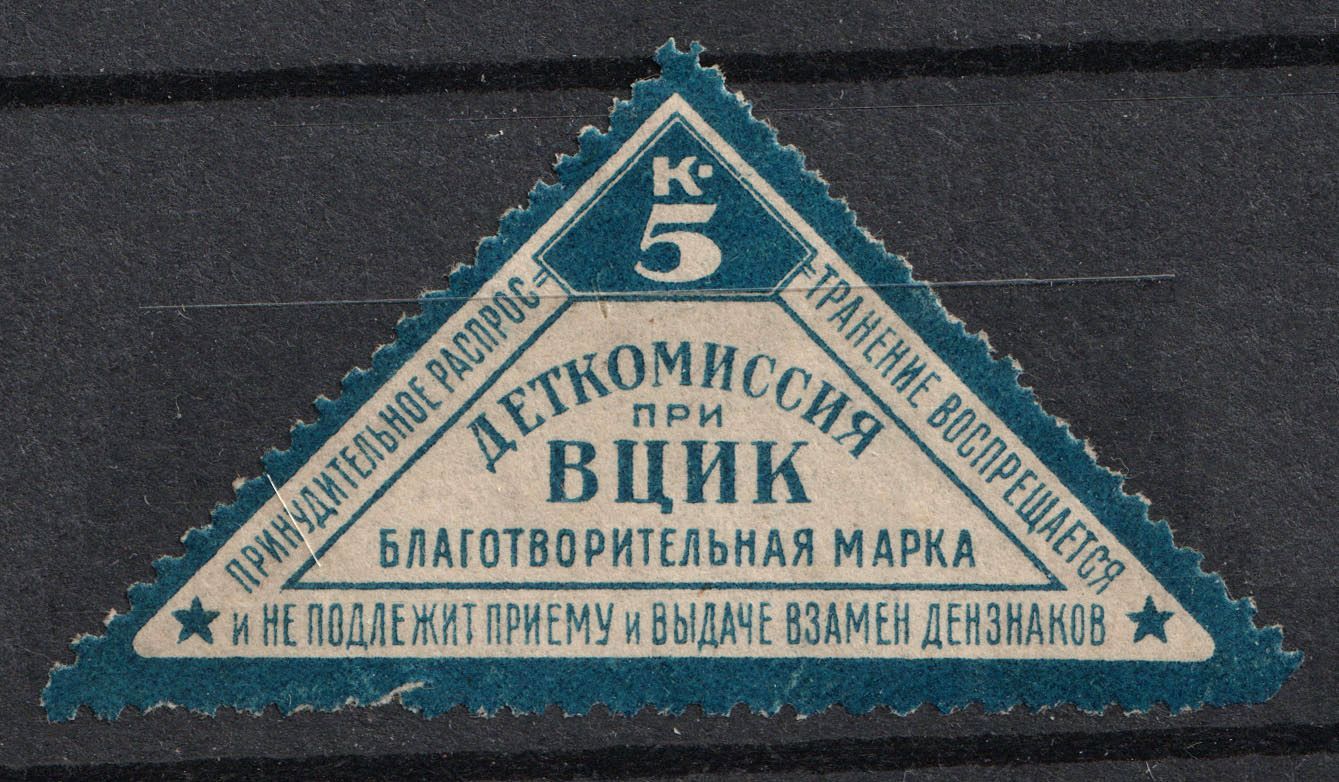 К.
5
ПРИНУДИТЕЛЬНОЕ РАСПРОС=
=ТРАНЕНИЕ ВОСПРЕЩАЕТСЯ
ДЕТКОМИССИЯ
ПРИ
ВЦИК
БЛАГОТВОРИТЕЛЬНАЯ МАРКА
И НЕ ПОДЛЕЖИТ ПРИЕМУ И ВЫДАЧЕ ВЗАМЕН ДЕНЗНАКОВ